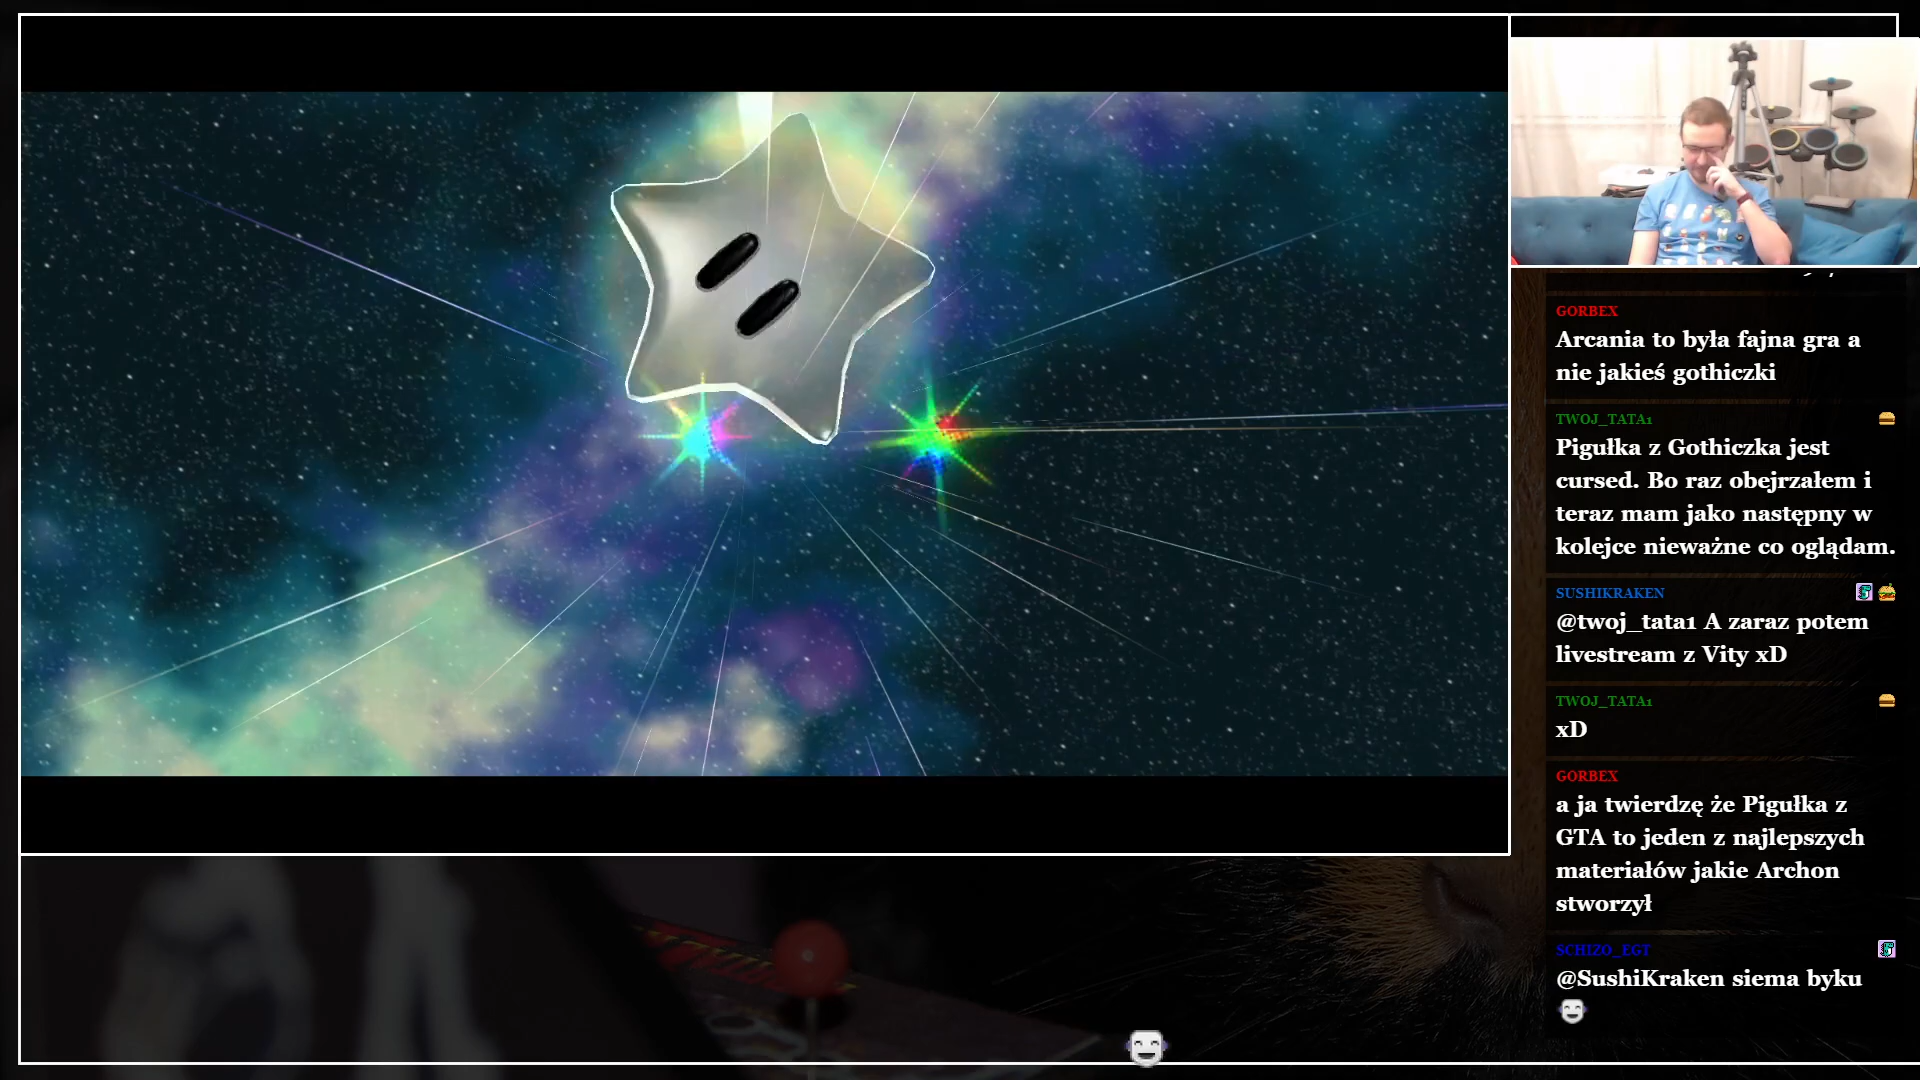 GORBEX
Arcania to była fajna gra a
nie jakieś gothiczki
TWOJ_TATA1
Pigułka z Gothiczka jest
cursed. Bo raz obejrzałem i
teraz mam jako następny w
kolejce nieważne co oglądam.
SUSHIKRAKEN
@twoj_tata1 A zaraz potem
livestream z Vity xD
TWOJ_TATA1
xD
GORBEX
a ja twierdzę że Pigułka z
GTA to jeden z najlepszych
materiałów jakie Archon
stworzył
SCHIZO_EGT
@SushiKraken siema byku